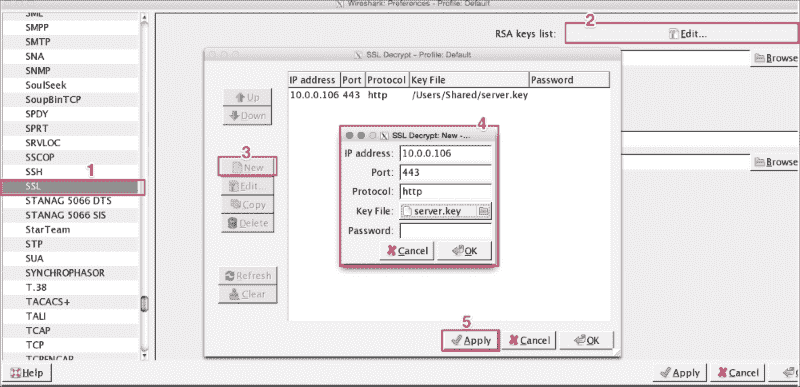 Wireshark: Preferences - Profile: Default
SMPP
SMTP
SNA
SNMP
SoulSeek
SoupBinTCP
SPDY
SPRT
SRVLOC
SSCOP
SSH
1
SSL
STANAG 5066 DTS
STANAG 5066 SIS
StarTeam
STP
SUA
SYNCHROPHASOR
T.38
TACACS+
TALI
TCAP
TCP
TCPENCAP
Help
2
RSA keys list: Edit...
Browse
Browse
SSL Decrypt - Profile: Default
IP address Port Protocol Key File Password
10.0.0.106 443 http /Users/Shared/server.key
Up
Down
3
New
Edit...
Copy
Delete
Refresh
Clear
4
SSL Decrypt: New -...
IP address: 10.0.0.106
Port: 443
Protocol: http
Key File: server.key
Password:
Cancel OK
5
Apply Cancel OK
Apply Cancel